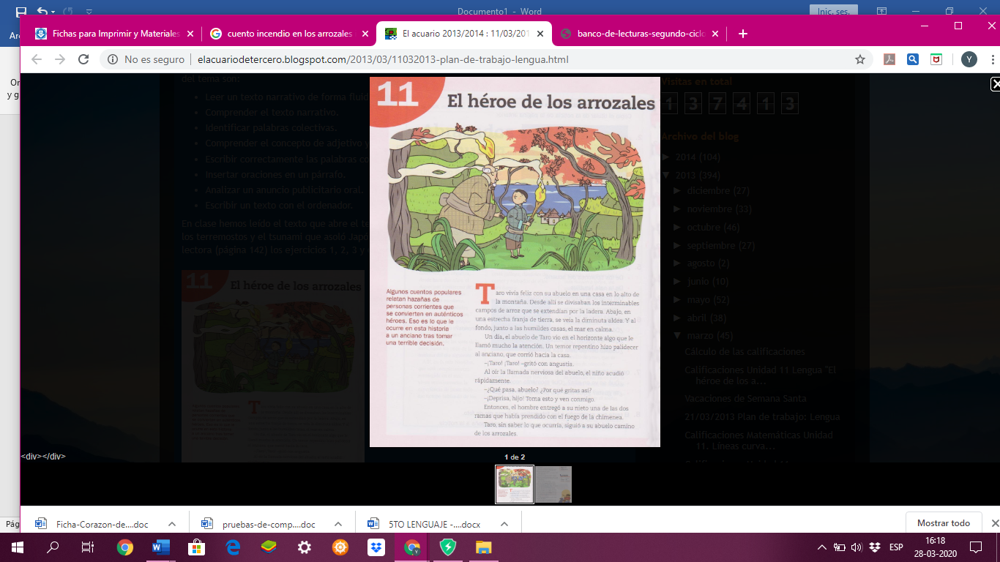 Documento1 - Word
Inic. ses.
Fichas para Imprimir y Materiales
cuento incendio en los arrozales
El acuario 2013/2014 : 11/03/201
banco-de-lecturas-segundo-ciclo
No es seguro
elacuariodetercero.blogspot.com/2013/03/11032013-plan-de-trabajo-lengua.html
Y
del tema son:
Leer un texto narrativo de forma fluid
Comprender el texto narrativo.
Identificar palabras colectivas.
Comprender el concepto de adjetivo y
Escribir correctamente las palabras co
Insertar oraciones en un párrafo.
Analizar un anuncio publicitario oral.
Escribir un texto con el ordenador.
En clase hemos leído el texto que abre el te
los terremostos y el tsunami que asoló Japó
lectora (página 142) los ejercicios 1, 2, 3 y
11 El héroe de los arrozales
11
El héroe de los arrozales
Algunos cuentos populares
relatan hazañas de
personas corrientes que
se convierten en auténticos
héroes. Eso es lo que le
ocurre en esta historia
a un anciano tras tomar
una terrible decisión.
Taro vivía feliz con su abuelo en una casa en lo alto de
la montaña. Desde allí se divisaban los interminables
campos de arroz que se extendían por la ladera. Abajo, en
una estrecha franja de tierra, se veía la diminuta aldea. Y al
fondo, junto a las humildes casas, el mar en calma.
Un día, el abuelo de Taro vio en el horizonte algo que le
llamó mucho la atención. Un temor repentino hizo palidecer
al anciano, que corrió hacia la casa.
–¡Taro! ¡Taro! –gritó con angustia.
Al oír la llamada nerviosa del abuelo, el niño acudió
rápidamente.
–¿Qué pasa, abuelo? ¿Por qué gritas así?
–¡Deprisa, hijo! Toma esto y ven conmigo.
Entonces, el hombre entregó a su nieto una de las dos
ramas que había prendido con el fuego de la chimenea.
Taro, sin saber lo que ocurría, siguió a su abuelo camino
de los arrozales.
Visitas en total
1 3 7 4 1 3
Archivo del blog
► 2014 (104)
▼ 2013 (394)
► diciembre (27)
► noviembre (33)
► octubre (46)
► septiembre (27)
► agosto (2)
► junio (10)
► mayo (52)
► abril (38)
▼ marzo (45)
Cálculo de las calificaciones
Calificaciones Unidad 11 Lengua "El
héroe de los a...
Vacaciones de Semana Santa
21/03/2013 Plan de trabajo: Lengua
Calificaciones Matemáticas Unidad
11. Líneas curva...
<div></div>
1 de 2
Ficha-Corazon-de....doc
pruebas-de-comp....doc
5TO LENGUAJE -....docx
Mostrar todo
ESP
16:18
28-03-2020